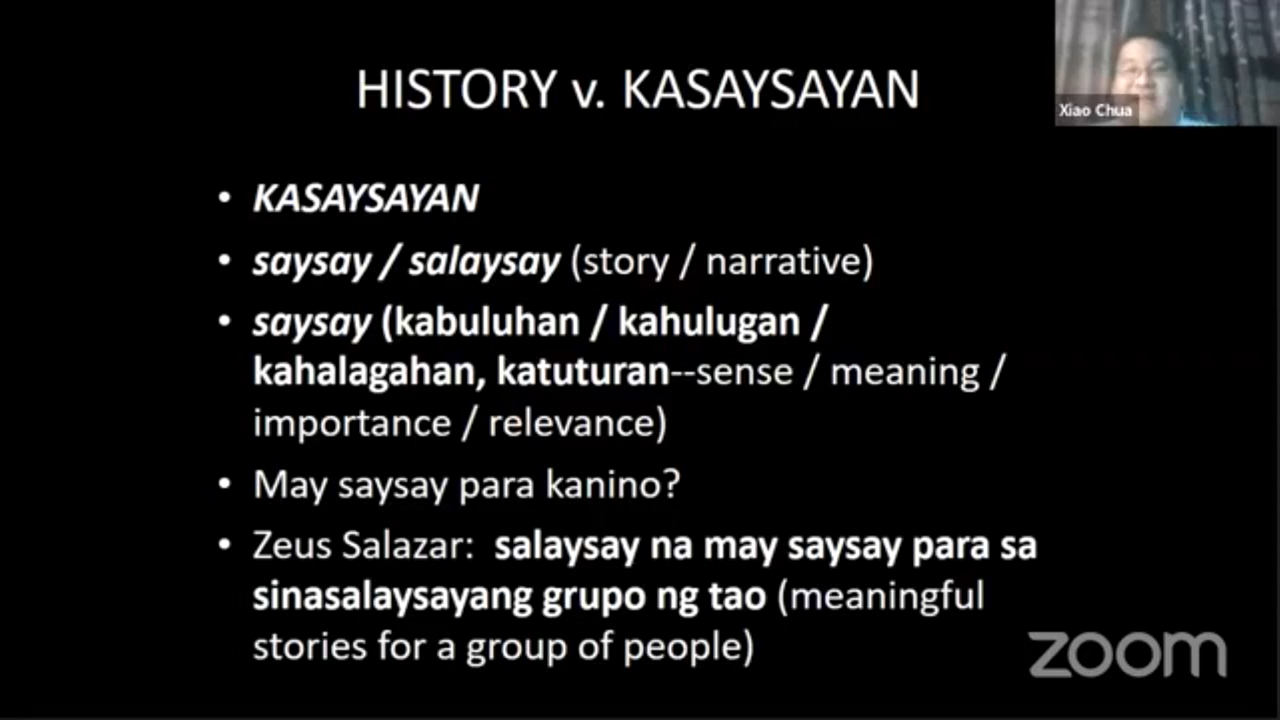 HISTORY v. KASAYSAYAN
Xiao Chua
• KASAYSAYAN
• saysay / salaysay (story / narrative)
• saysay (kabuluhan / kahulugan /
kahalagahan, katuturan--sense / meaning /
importance / relevance)
• May saysay para kanino?
• Zeus Salazar: salaysay na may saysay para sa
sinasalaysayang grupo ng tao (meaningful
stories for a group of people)
zoom